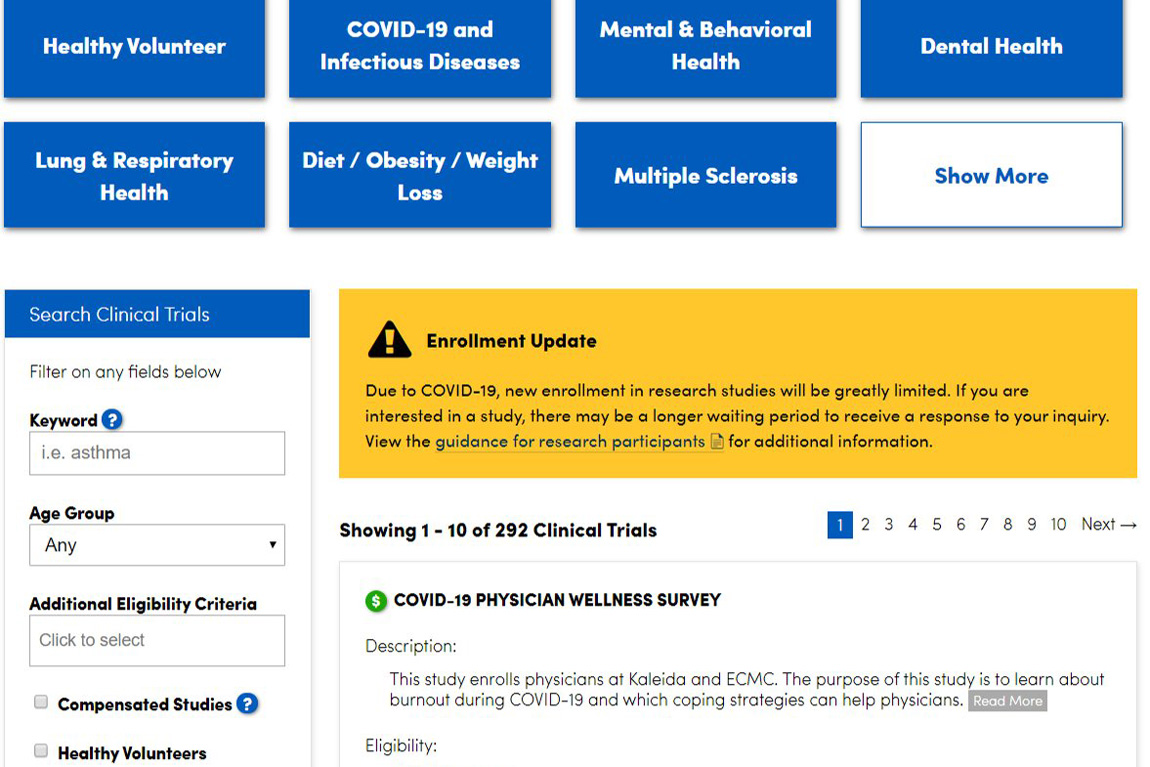 Healthy Volunteer
COVID-19 and
Infectious Diseases
Mental & Behavioral
Health
Dental Health
Lung & Respiratory
Health
Diet / Obesity / Weight
Loss
Multiple Sclerosis
Show More
Search Clinical Trials
Filter on any fields below
Keyword ?
i.e. asthma
Age Group
Any
Additional Eligibility Criteria
Click to select
Compensated Studies ?
Healthy Volunteers
Enrollment Update
Due to COVID-19, new enrollment in research studies will be greatly limited. If you are
interested in a study, there may be a longer waiting period to receive a response to your inquiry.
View the guidance for research participants for additional information.
Showing 1 - 10 of 292 Clinical Trials
1 2 3 4 5 6 7 8 9 10 Next →
$ COVID-19 PHYSICIAN WELLNESS SURVEY
Description:
This study enrolls physicians at Kaleida and ECMC. The purpose of this study is to learn about
burnout during COVID-19 and which coping strategies can help physicians. Read More
Eligibility: